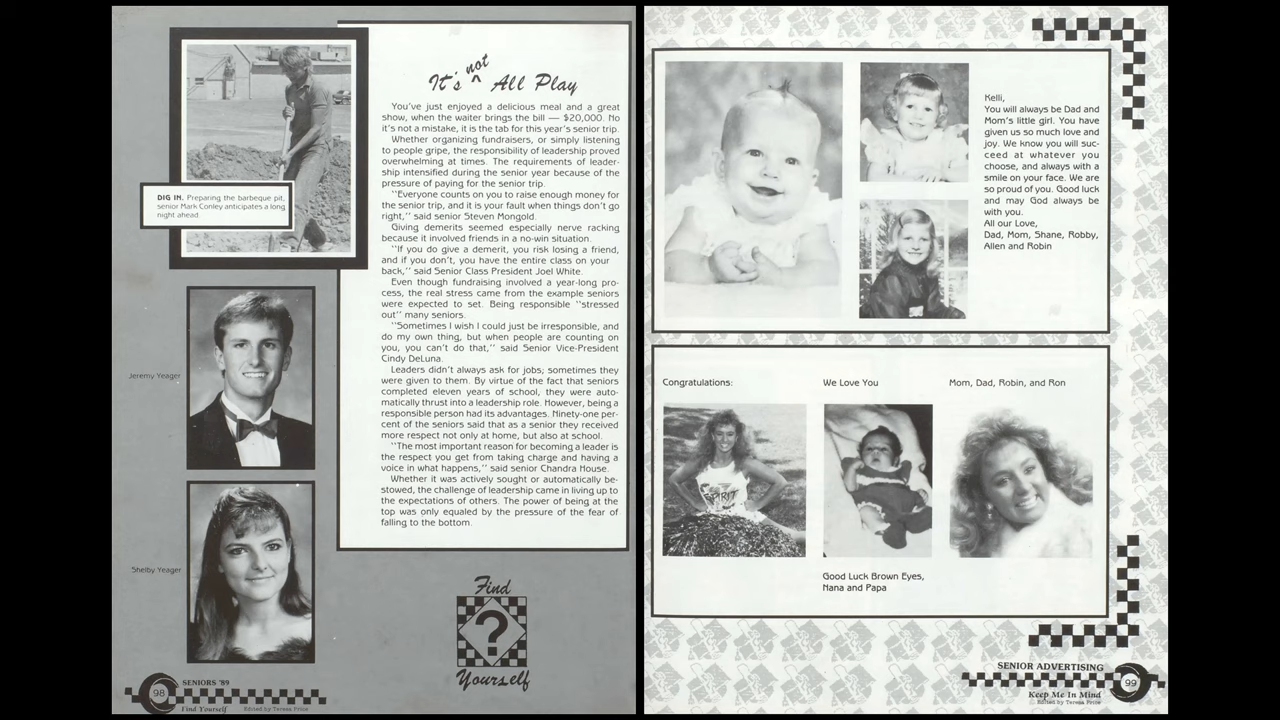 It's not All Play
You've just enjoyed a delicious meal and a great
show, when the waiter brings the bill — $20,000. No
it's not a mistake, it is the tab for this year's senior trip.
Whether organizing fundraisers, or simply listening
to people gripe, the responsibility of leadership proved
overwhelming at times. The requirements of leader-
ship intensified during the senior year because of the
pressure of paying for the senior trip.
''Everyone counts on you to raise enough money for
the senior trip, and it is your fault when things don't go
right,'' said senior Steven Mongold.
Giving demerits seemed especially nerve racking
because it involved friends in a no-win situation.
''If you do give a demerit, you risk losing a friend,
and if you don't, you have the entire class on your
back,'' said Senior Class President Joel White.
Even though fundraising involved a year-long pro-
cess, the real stress came from the example seniors
were expected to set. Being responsible ''stressed
out'' many seniors.
''Sometimes I wish I could just be irresponsible, and
do my own thing, but when people are counting on
you, you can't do that,'' said Senior Vice-President
Cindy DeLuna.
Leaders didn't always ask for jobs; sometimes they
were given to them. By virtue of the fact that seniors
completed eleven years of school, they were auto-
matically thrust into a leadership role. However, being a
responsible person had its advantages. Ninety-one per-
cent of the seniors said that as a senior they received
more respect not only at home, but also at school.
''The most important reason for becoming a leader is
the respect you get from taking charge and having a
voice in what happens,'' said senior Chandra House.
Whether it was actively sought or automatically be-
stowed, the challenge of leadership came in living up to
the expectations of others. The power of being at the
top was only equaled by the pressure of the fear of
falling to the bottom.
DIG IN. Preparing the barbeque pit,
senior Mark Conley anticipates a long
night ahead.
Jeremy Yeager
Shelby Yeager
Find
?
Yourself
SENIORS '89
98
Find Yourself Edited by Teresa Price
Kelli,
You will always be Dad and
Mom's little girl. You have
given us so much love and
joy. We know you will suc-
ceed at whatever you
choose, and always with a
smile on your face. We are
so proud of you. Good luck
and may God always be
with you.
All our Love,
Dad, Mom, Shane, Robby,
Allen and Robin
Congratulations:
We Love You
Mom, Dad, Robin, and Ron
SPIRIT
Good Luck Brown Eyes,
Nana and Papa
SENIOR ADVERTISING
99
Keep Me In Mind
Edited by Teresa Price